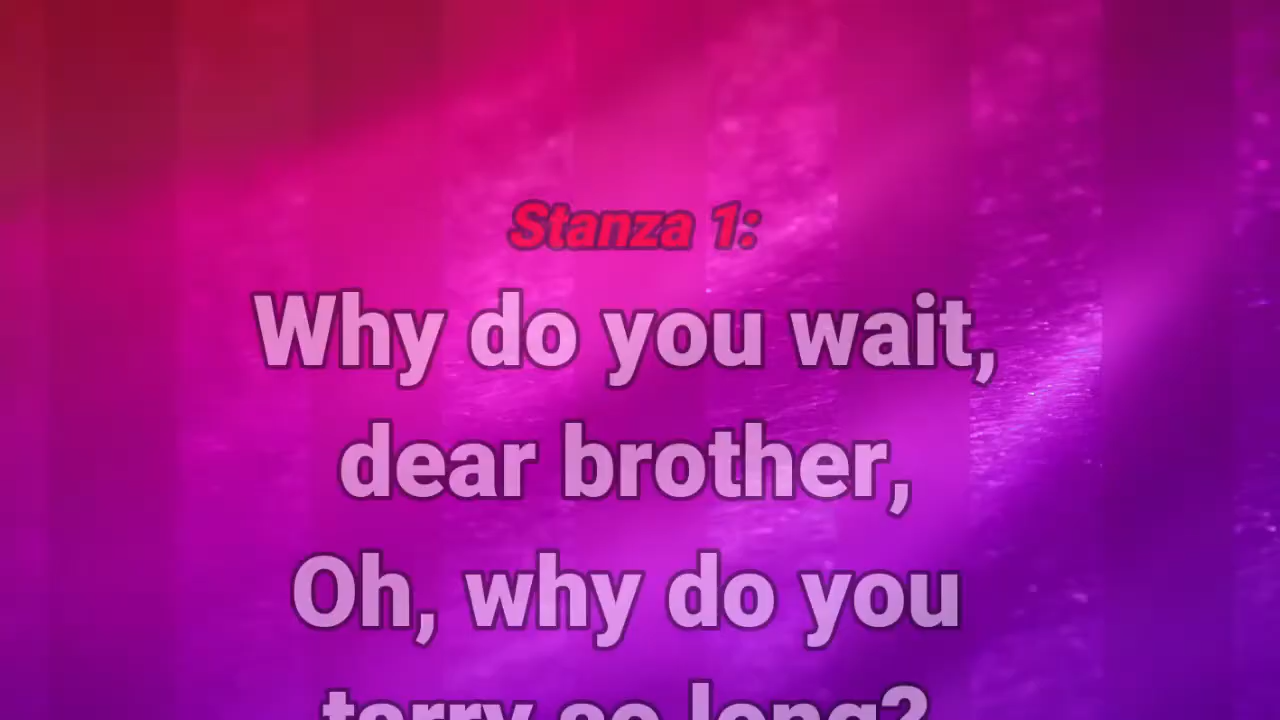 Stanza 1:
Why do you wait,
dear brother,
Oh, why do you
tarry so long?